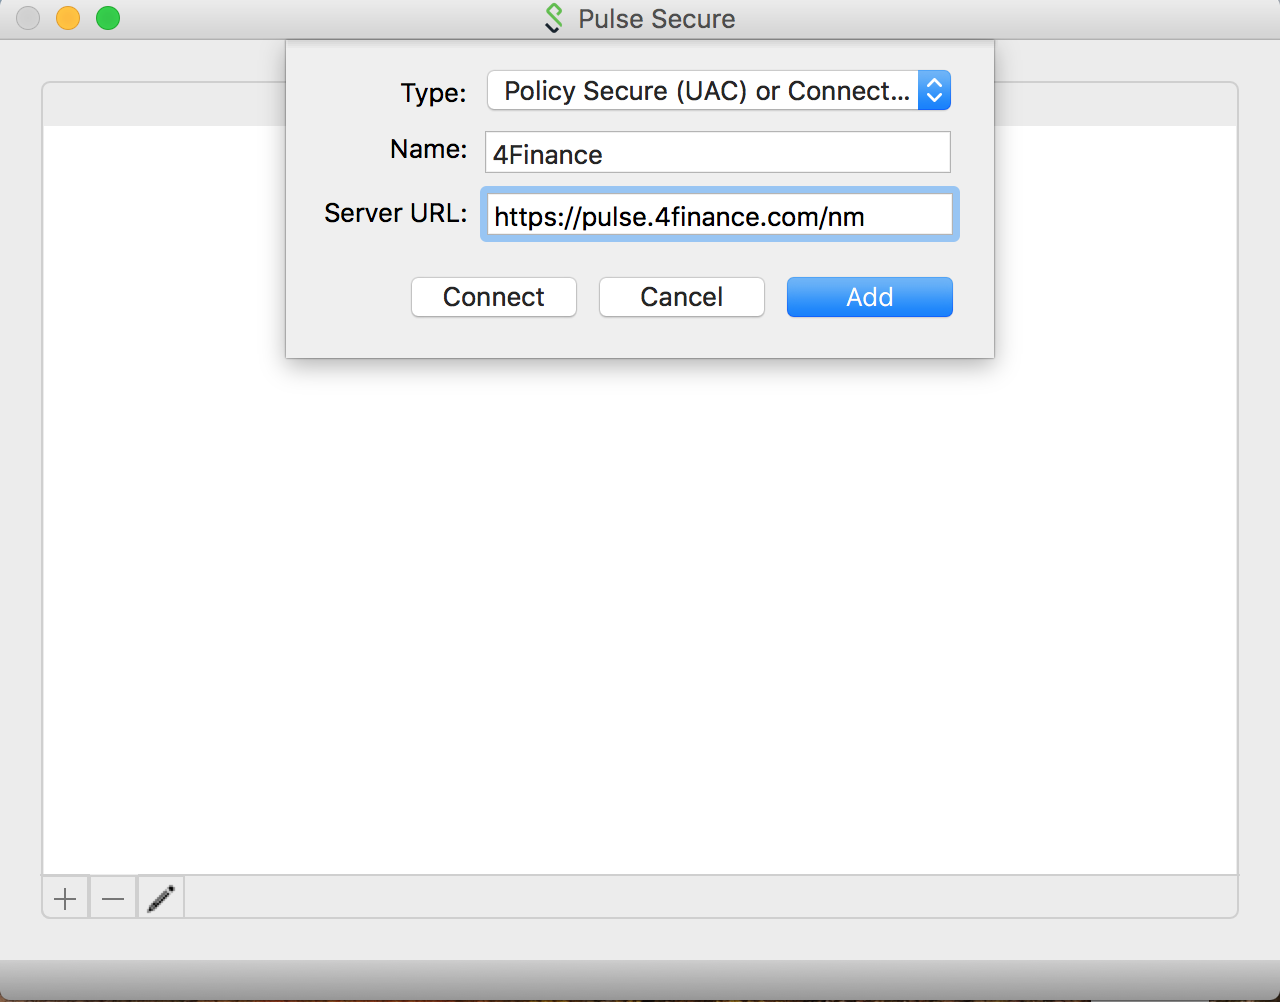 Pulse Secure
Type: Policy Secure (UAC) or Connect...
Name: 4Finance
Server URL: https://pulse.4finance.com/nm
Connect Cancel Add